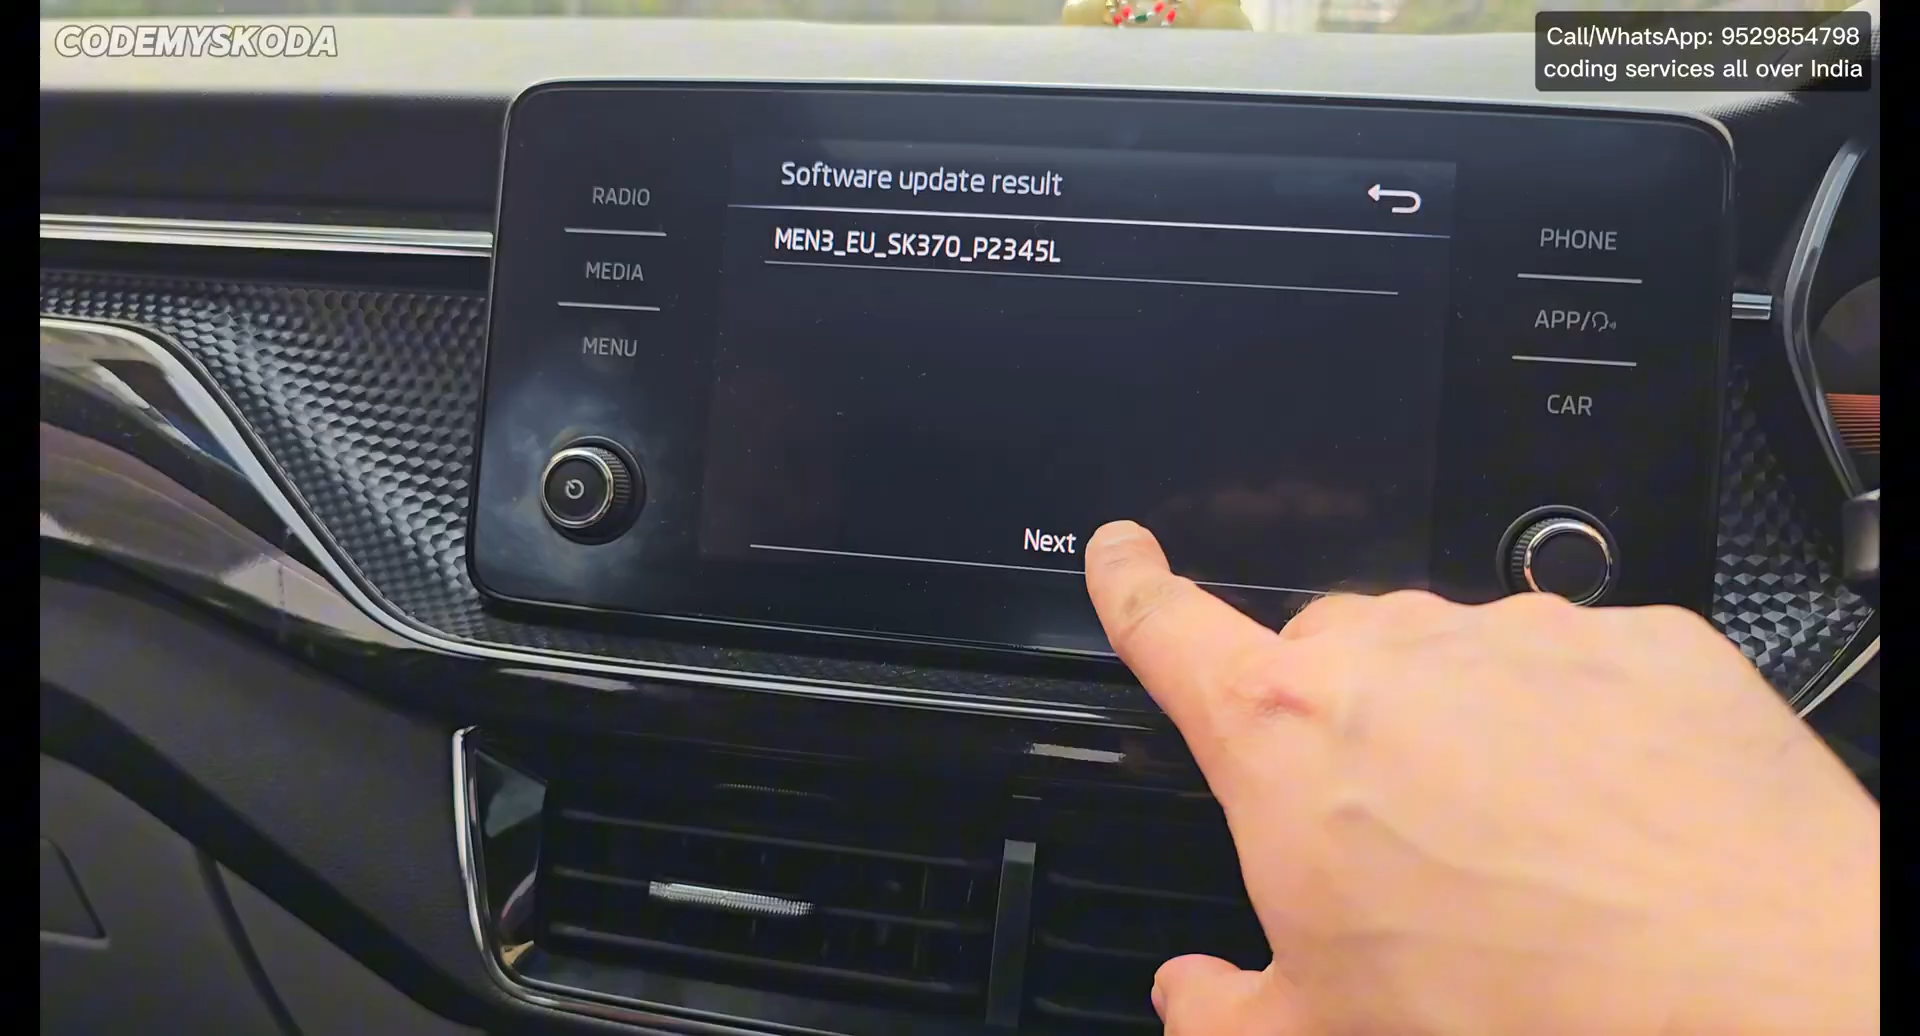 CODEMYSKODA
Call/WhatsApp: 9529854798
coding services all over India
Software update result
MEN3_EU_SK370_P2345L
Next
RADIO
MEDIA
MENU
PHONE
APP/
CAR